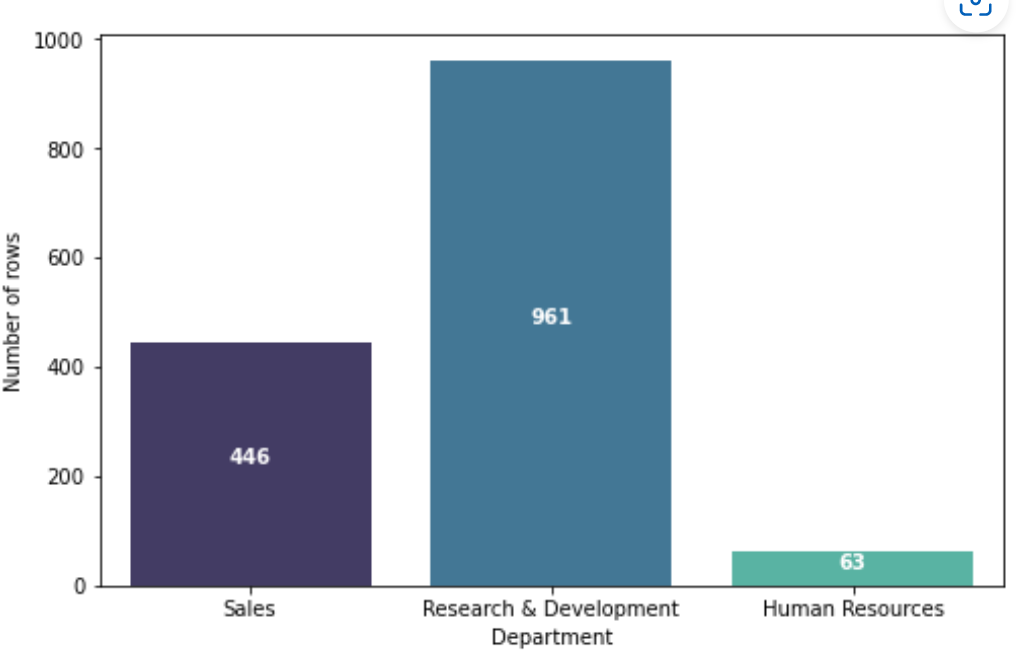 1000
800
600
400
200
0
Number of rows
446
961
63
Sales
Research & Development
Human Resources
Department